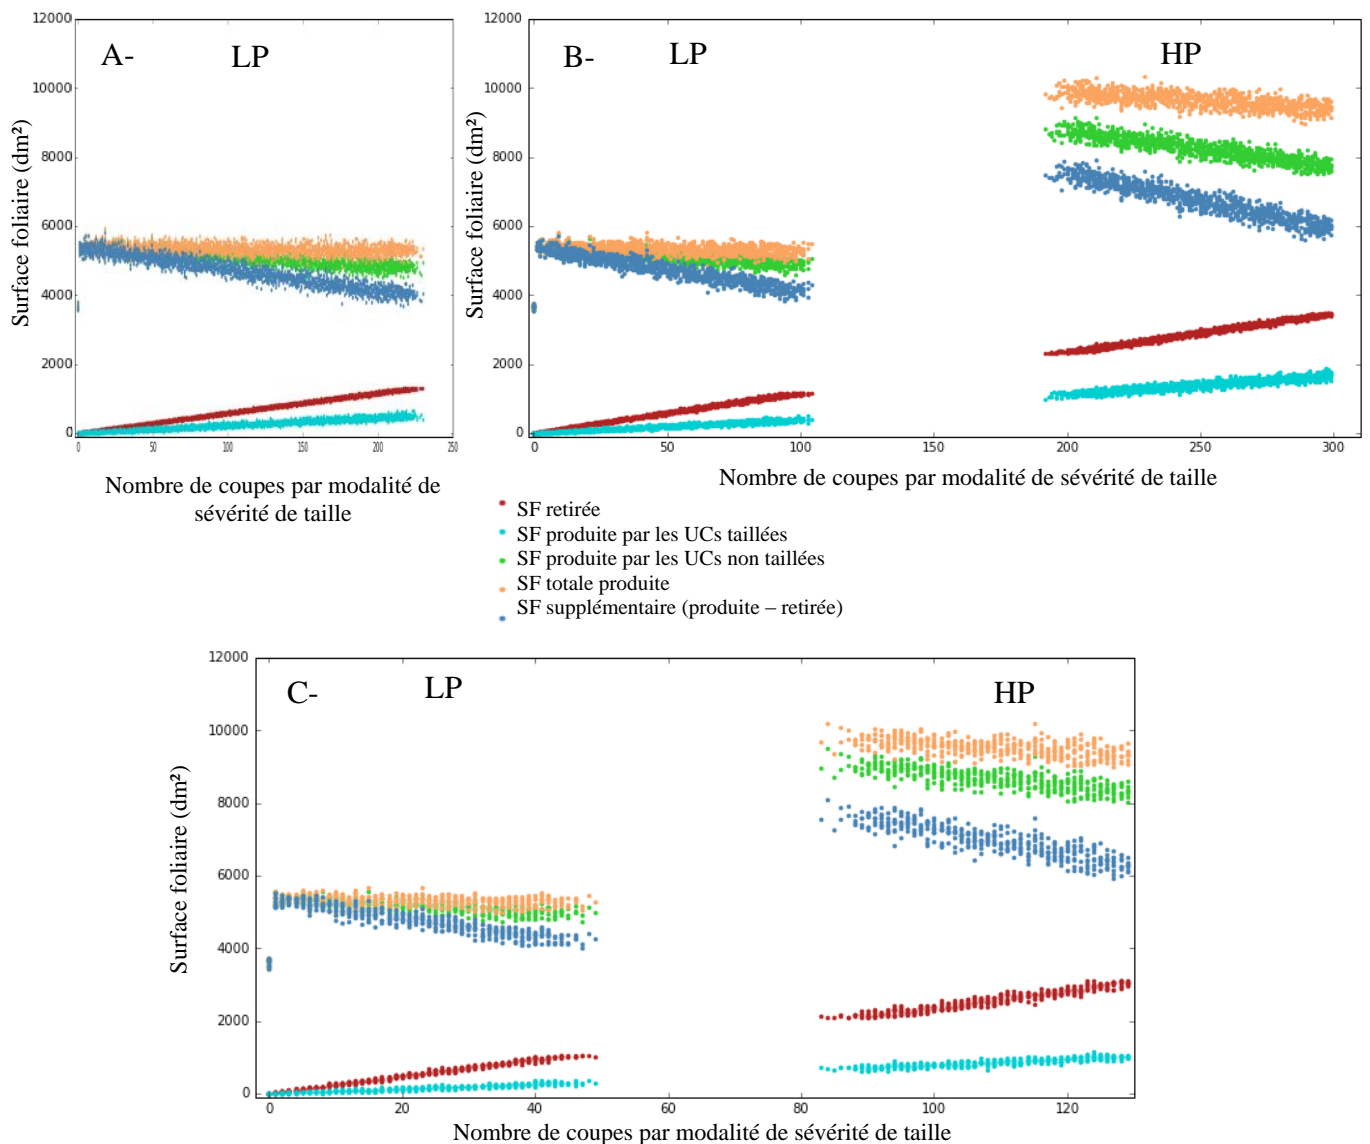 12000
10000
8000
6000
4000
2000
0
Surface foliaire (dm²)
A-
LP
0 50 100 150 200 250
Nombre de coupes par modalité de
sévérité de taille
12000
10000
8000
6000
4000
2000
0
Surface foliaire (dm²)
B-
LP
HP
0 50 100 150 200 250 300
Nombre de coupes par modalité de sévérité de taille
SF retirée
SF produite par les UCs taillées
SF produite par les UCs non taillées
SF totale produite
SF supplémentaire (produite – retirée)
12000
10000
8000
6000
4000
2000
0
Surface foliaire (dm²)
C-
LP
HP
0 20 40 60 80 100 120
Nombre de coupes par modalité de sévérité de taille